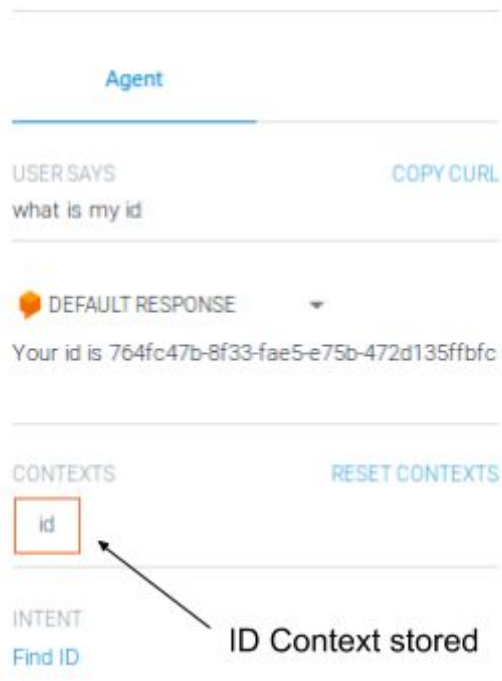 Agent
USER SAYS COPY CURL
what is my id
DEFAULT RESPONSE
Your id is 764fc47b-8f33-fae5-e75b-472d135ffbfc
CONTEXTS RESET CONTEXTS
id
INTENT
ID Context stored
Find ID